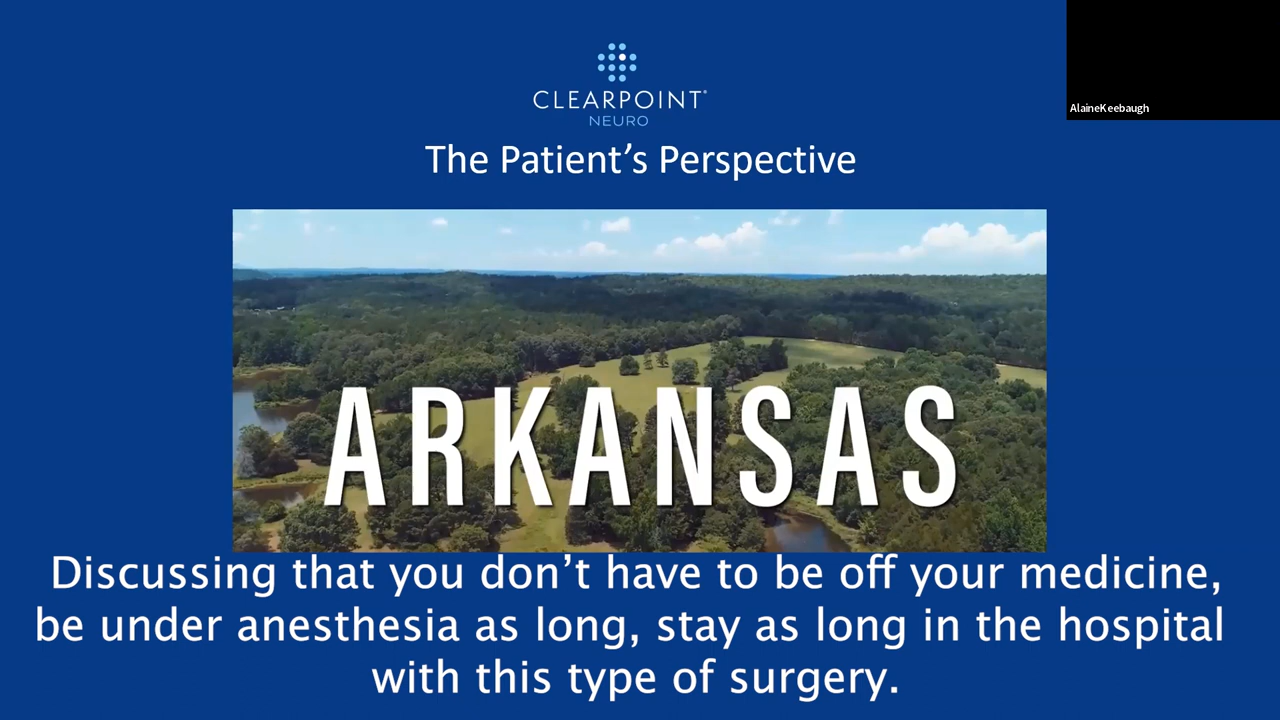 CLEARPOINT®
NEURO
AlaineKeebaugh
The Patient’s Perspective
ARKANSAS
Discussing that you don’t have to be off your medicine,
be under anesthesia as long, stay as long in the hospital
with this type of surgery.